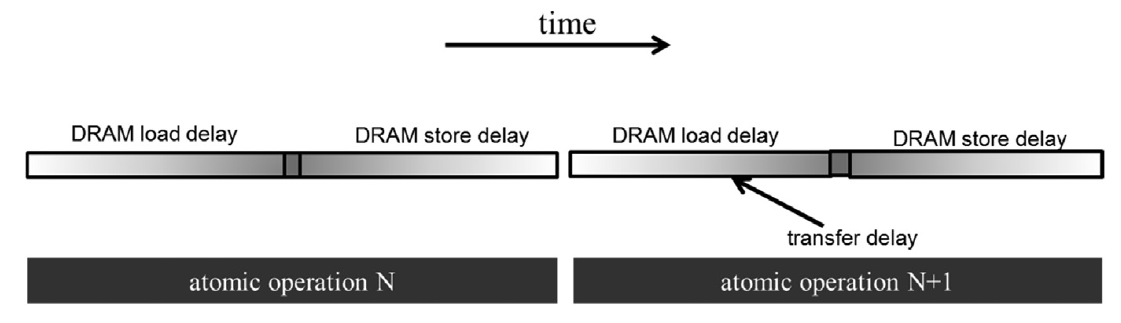 time
DRAM load delay
DRAM store delay
DRAM load delay
DRAM store delay
transfer delay
atomic operation N
atomic operation N+1